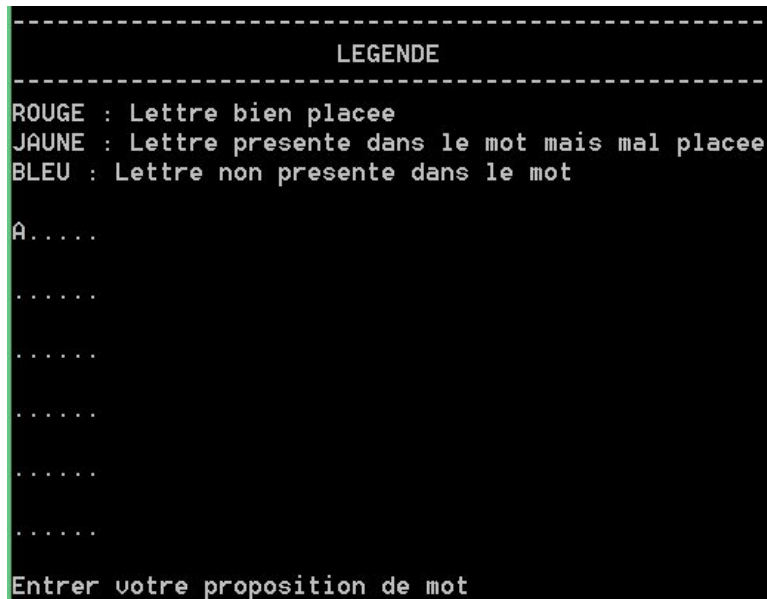 ----------------------------------------------------
LEGENDE
----------------------------------------------------
ROUGE : Lettre bien placee
JAUNE : Lettre presente dans le mot mais mal placee
BLEU : Lettre non presente dans le mot
A.....
......
......
......
......
......
Entrer votre proposition de mot